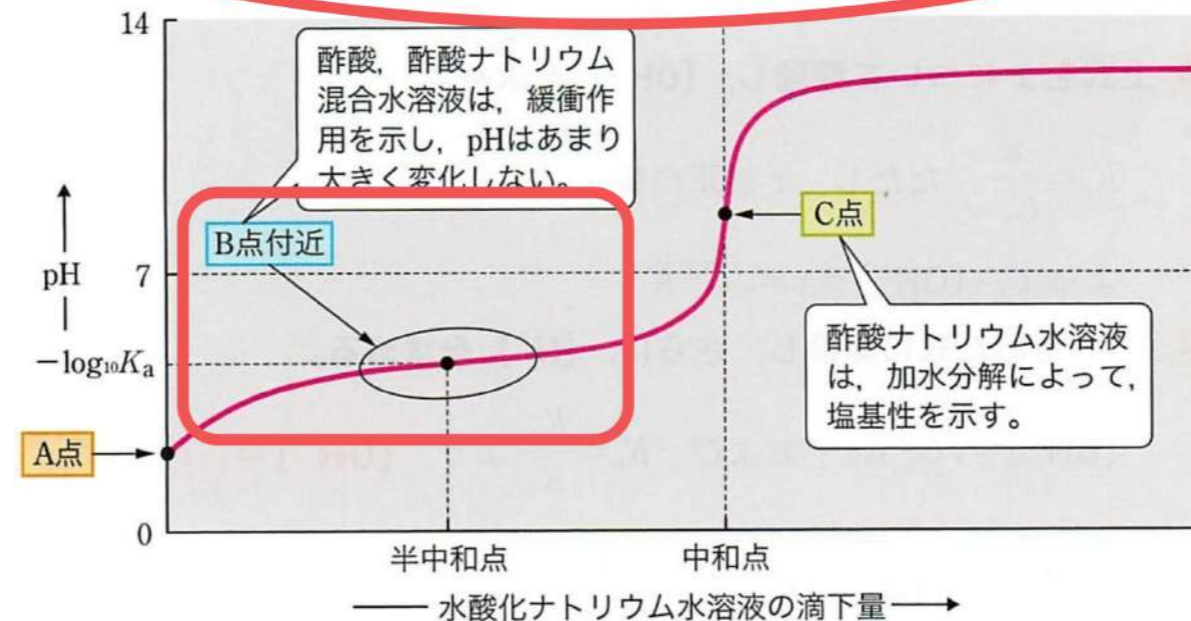 14
酢酸，酢酸ナトリウム
混合水溶液は，緩衝作
用を示し，pHはあまり
大きく変化しない。
B点付近
C点
pH
7
酢酸ナトリウム水溶液
は，加水分解によって，
塩基性を示す。
−log₁₀Kₐ
A点
0
半中和点
中和点
水酸化ナトリウム水溶液の滴下量